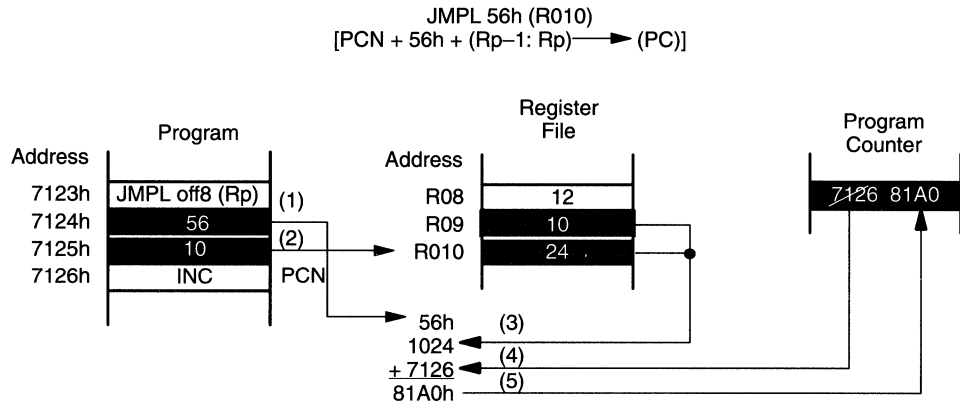 JMPL 56h (R010)
[PCN + 56h + (Rp–1: Rp) (PC)]
Program
Register
File
Program
Counter
Address
Address
7123h JMPL off8 (Rp) (1)
7124h 56
7125h 10 (2)
7126h INC PCN
R08 12
R09 10
R010 24
7126 81A0
56h (3)
1024
+ 7126 (4)
81A0h (5)